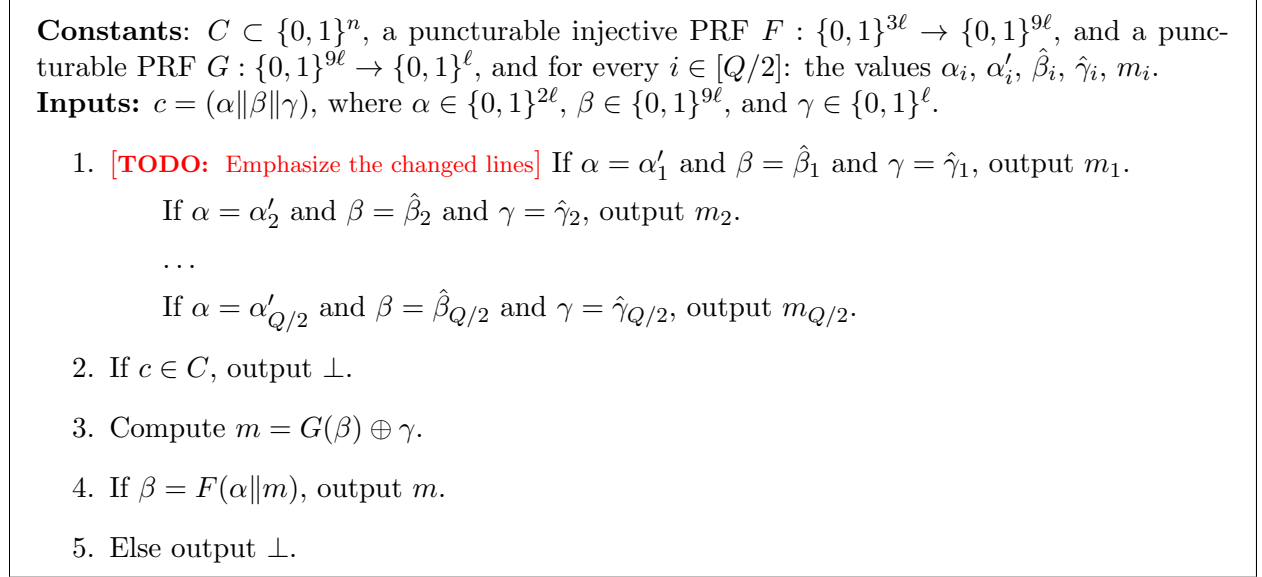 Constants: C ⊂ {0, 1}^n, a puncturable injective PRF F : {0, 1}^{3ℓ} → {0, 1}^{9ℓ}, and a punc-
turable PRF G : {0, 1}^{9ℓ} → {0, 1}^ℓ, and for every i ∈ [Q/2]: the values α_i, α′_i, β̂_i, γ̂_i, m_i.
Inputs: c = (α‖β‖γ), where α ∈ {0, 1}^{2ℓ}, β ∈ {0, 1}^{9ℓ}, and γ ∈ {0, 1}^ℓ.
1. [TODO: Emphasize the changed lines] If α = α′_1 and β = β̂_1 and γ = γ̂_1, output m_1.
If α = α′_2 and β = β̂_2 and γ = γ̂_2, output m_2.
. . .
If α = α′_{Q/2} and β = β̂_{Q/2} and γ = γ̂_{Q/2}, output m_{Q/2}.
2. If c ∈ C, output ⊥.
3. Compute m = G(β) ⊕ γ.
4. If β = F(α‖m), output m.
5. Else output ⊥.